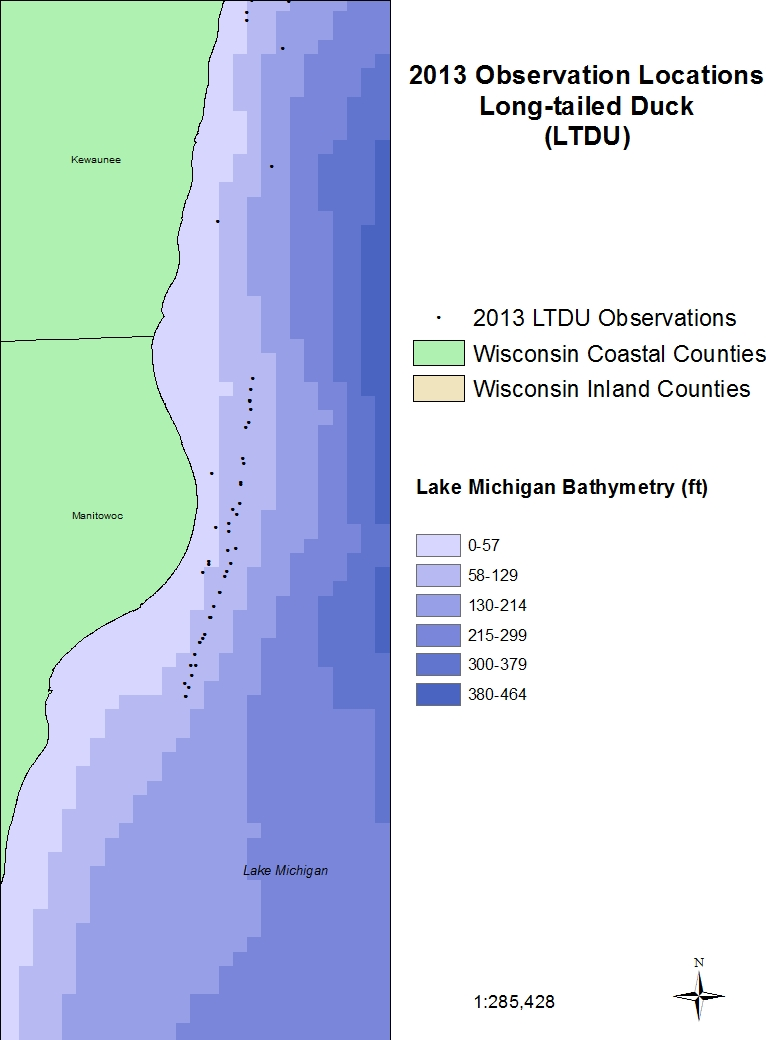 2013 Observation Locations
Long-tailed Duck
(LTDU)
Kewaunee
2013 LTDU Observations
Wisconsin Coastal Counties
Wisconsin Inland Counties
Lake Michigan Bathymetry (ft)
Manitowoc
0-57
58-129
130-214
215-299
300-379
380-464
Lake Michigan
N
1:285,428